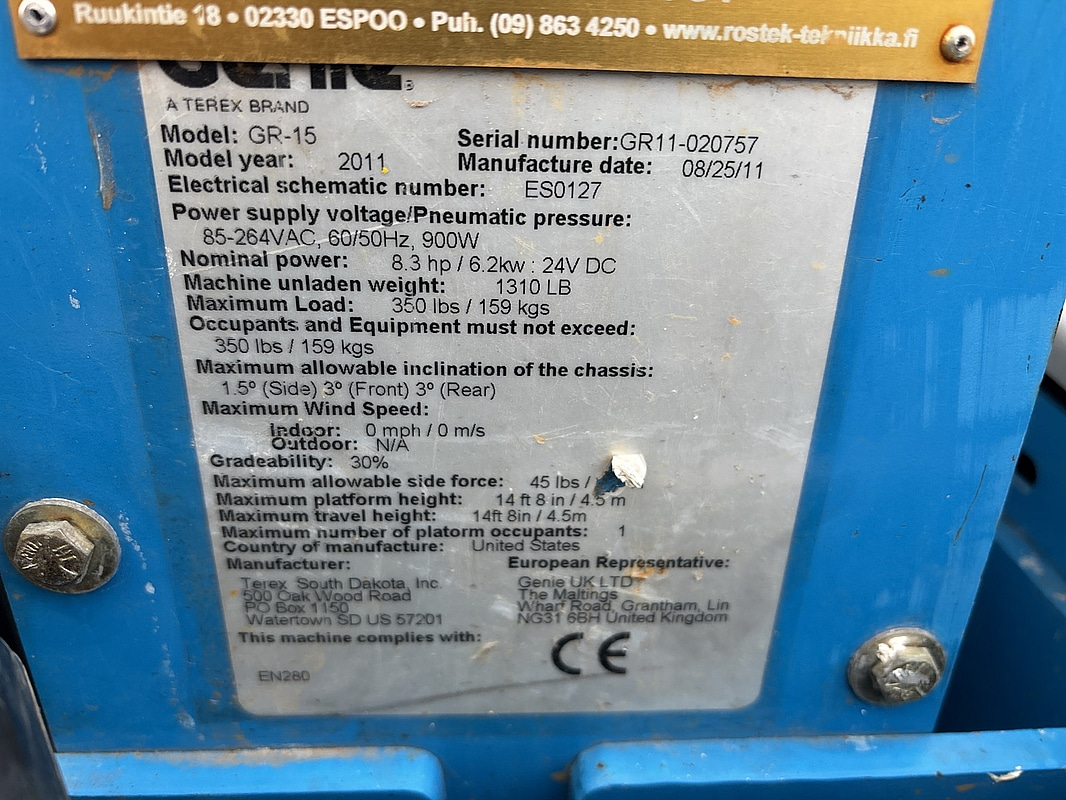 Ruukintie 18 • 02330 ESPOO • Puh. (09) 863 4250 • www.rostek-tekniikka.fi
Genie
A TEREX BRAND
Model: GR-15 Serial number:GR11-020757
Model year: 2011 Manufacture date: 08/25/11
Electrical schematic number: ES0127
Power supply voltage/Pneumatic pressure:
85-264VAC, 60/50Hz, 900W
Nominal power: 8.3 hp / 6.2kw : 24V DC
Machine unladen weight: 1310 LB
Maximum Load: 350 lbs / 159 kgs
Occupants and Equipment must not exceed:
350 lbs / 159 kgs
Maximum allowable inclination of the chassis:
1.5º (Side) 3º (Front) 3º (Rear)
Maximum Wind Speed:
Indoor: 0 mph / 0 m/s
Outdoor: N/A
Gradeability: 30%
Maximum allowable side force: 45 lbs /
Maximum platform height: 14 ft 8 in / 4.5 m
Maximum travel height: 14ft 8in / 4.5m
Maximum number of platorm occupants: 1
Country of manufacture: United States
Manufacturer: European Representative:
Terex South Dakota, Inc. Genie UK LTD
500 Oak Wood Road The Maltings
PO Box 1150 Wharf Road, Grantham, Lin
Watertown SD US 57201 NG31 6BH United Kingdom
This machine complies with:
CE
EN280